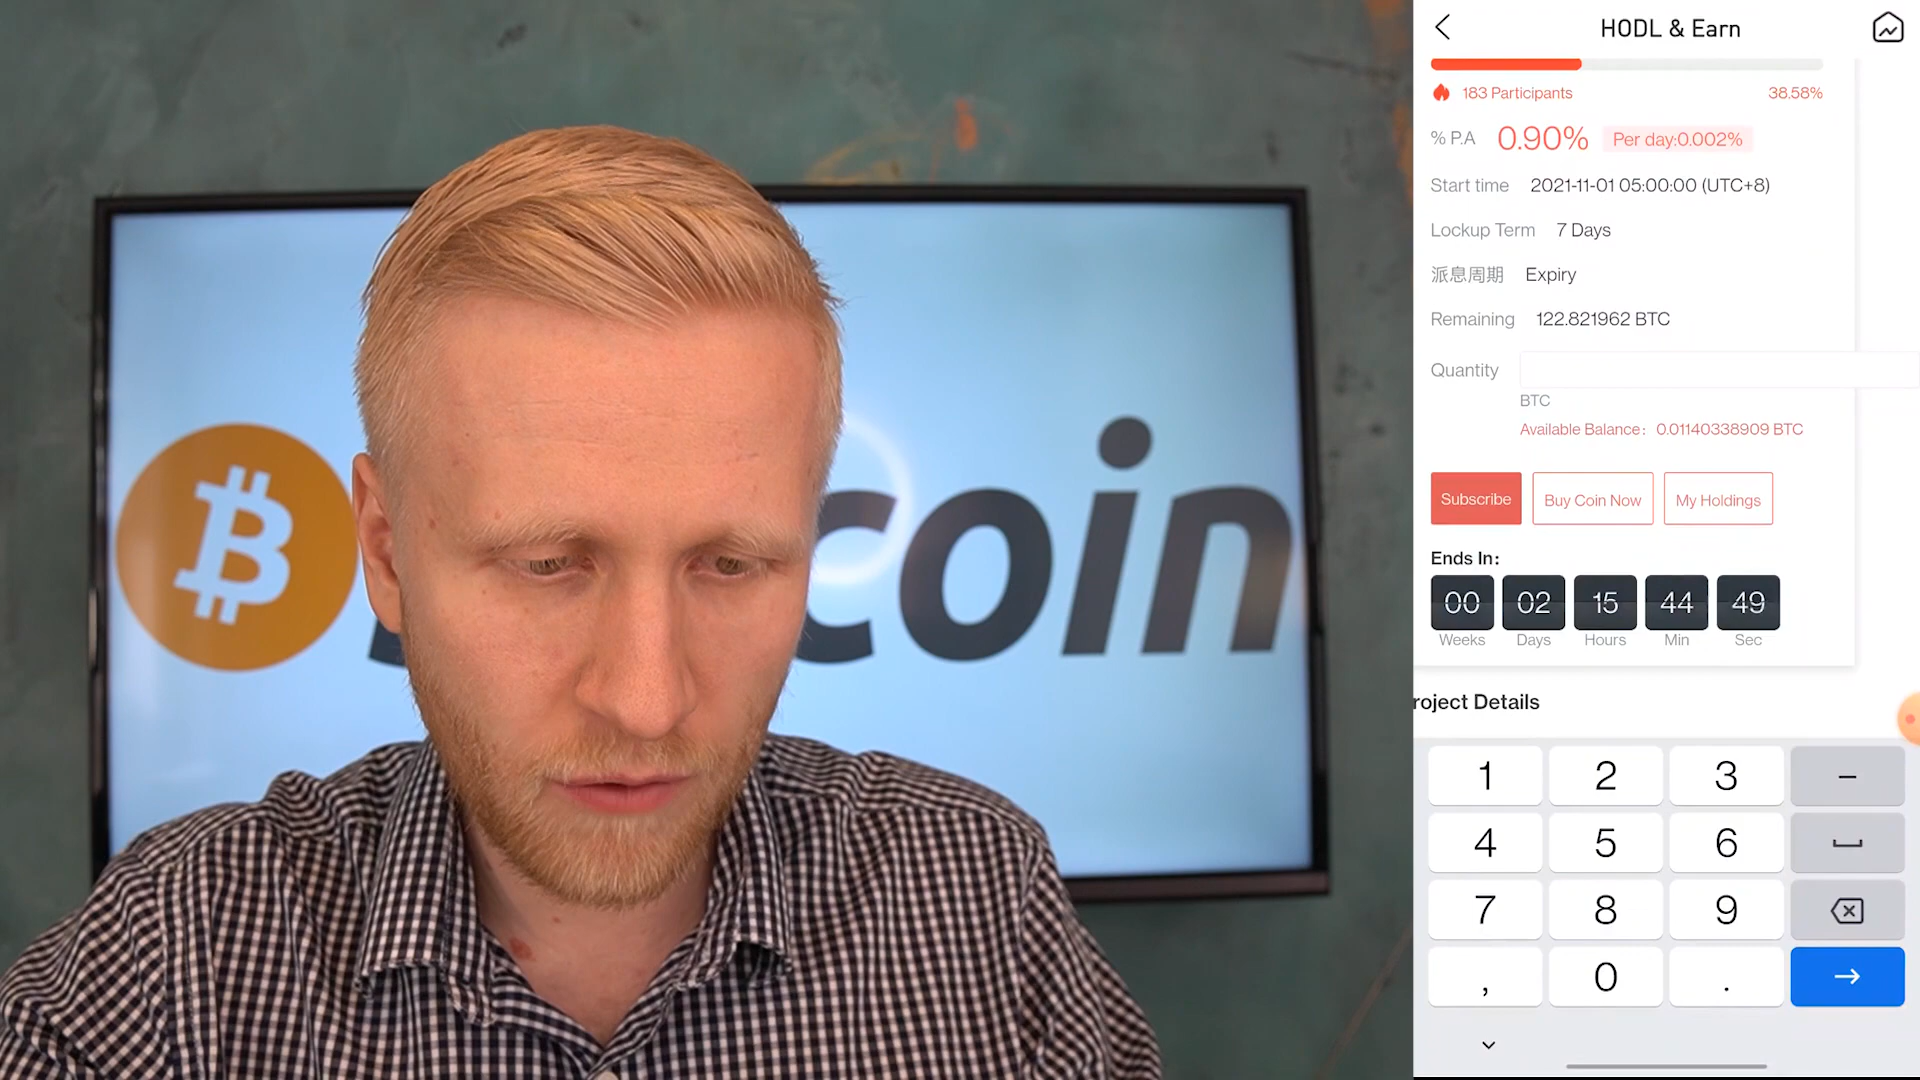 coin
HODL & Earn
183 Participants 38.58%
% P.A 0.90% Per day:0.002%
Start time 2021-11-01 05:00:00 (UTC+8)
Lockup Term 7 Days
派息周期 Expiry
Remaining 122.821962 BTC
Quantity
BTC
Available Balance: 0.01140338909 BTC
Subscribe Buy Coin Now My Holdings
Ends In:
00 02 15 44 49
Weeks Days Hours Min Sec
roject Details
1 2 3 –
4 5 6
7 8 9
, 0 .